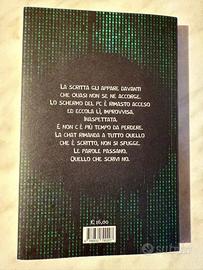 La scritta gli appare davanti
che quasi non se ne accorge.
Lo schermo del pc è rimasto acceso
ed eccola lì, improvvisa,
inaspettata.
E non c'è più tempo da perdere.
La chat rimanda a tutto quello
che è scritto, non si sfugge.
Le parole passano.
Quello che scrivi no.
€ 16,00
subito